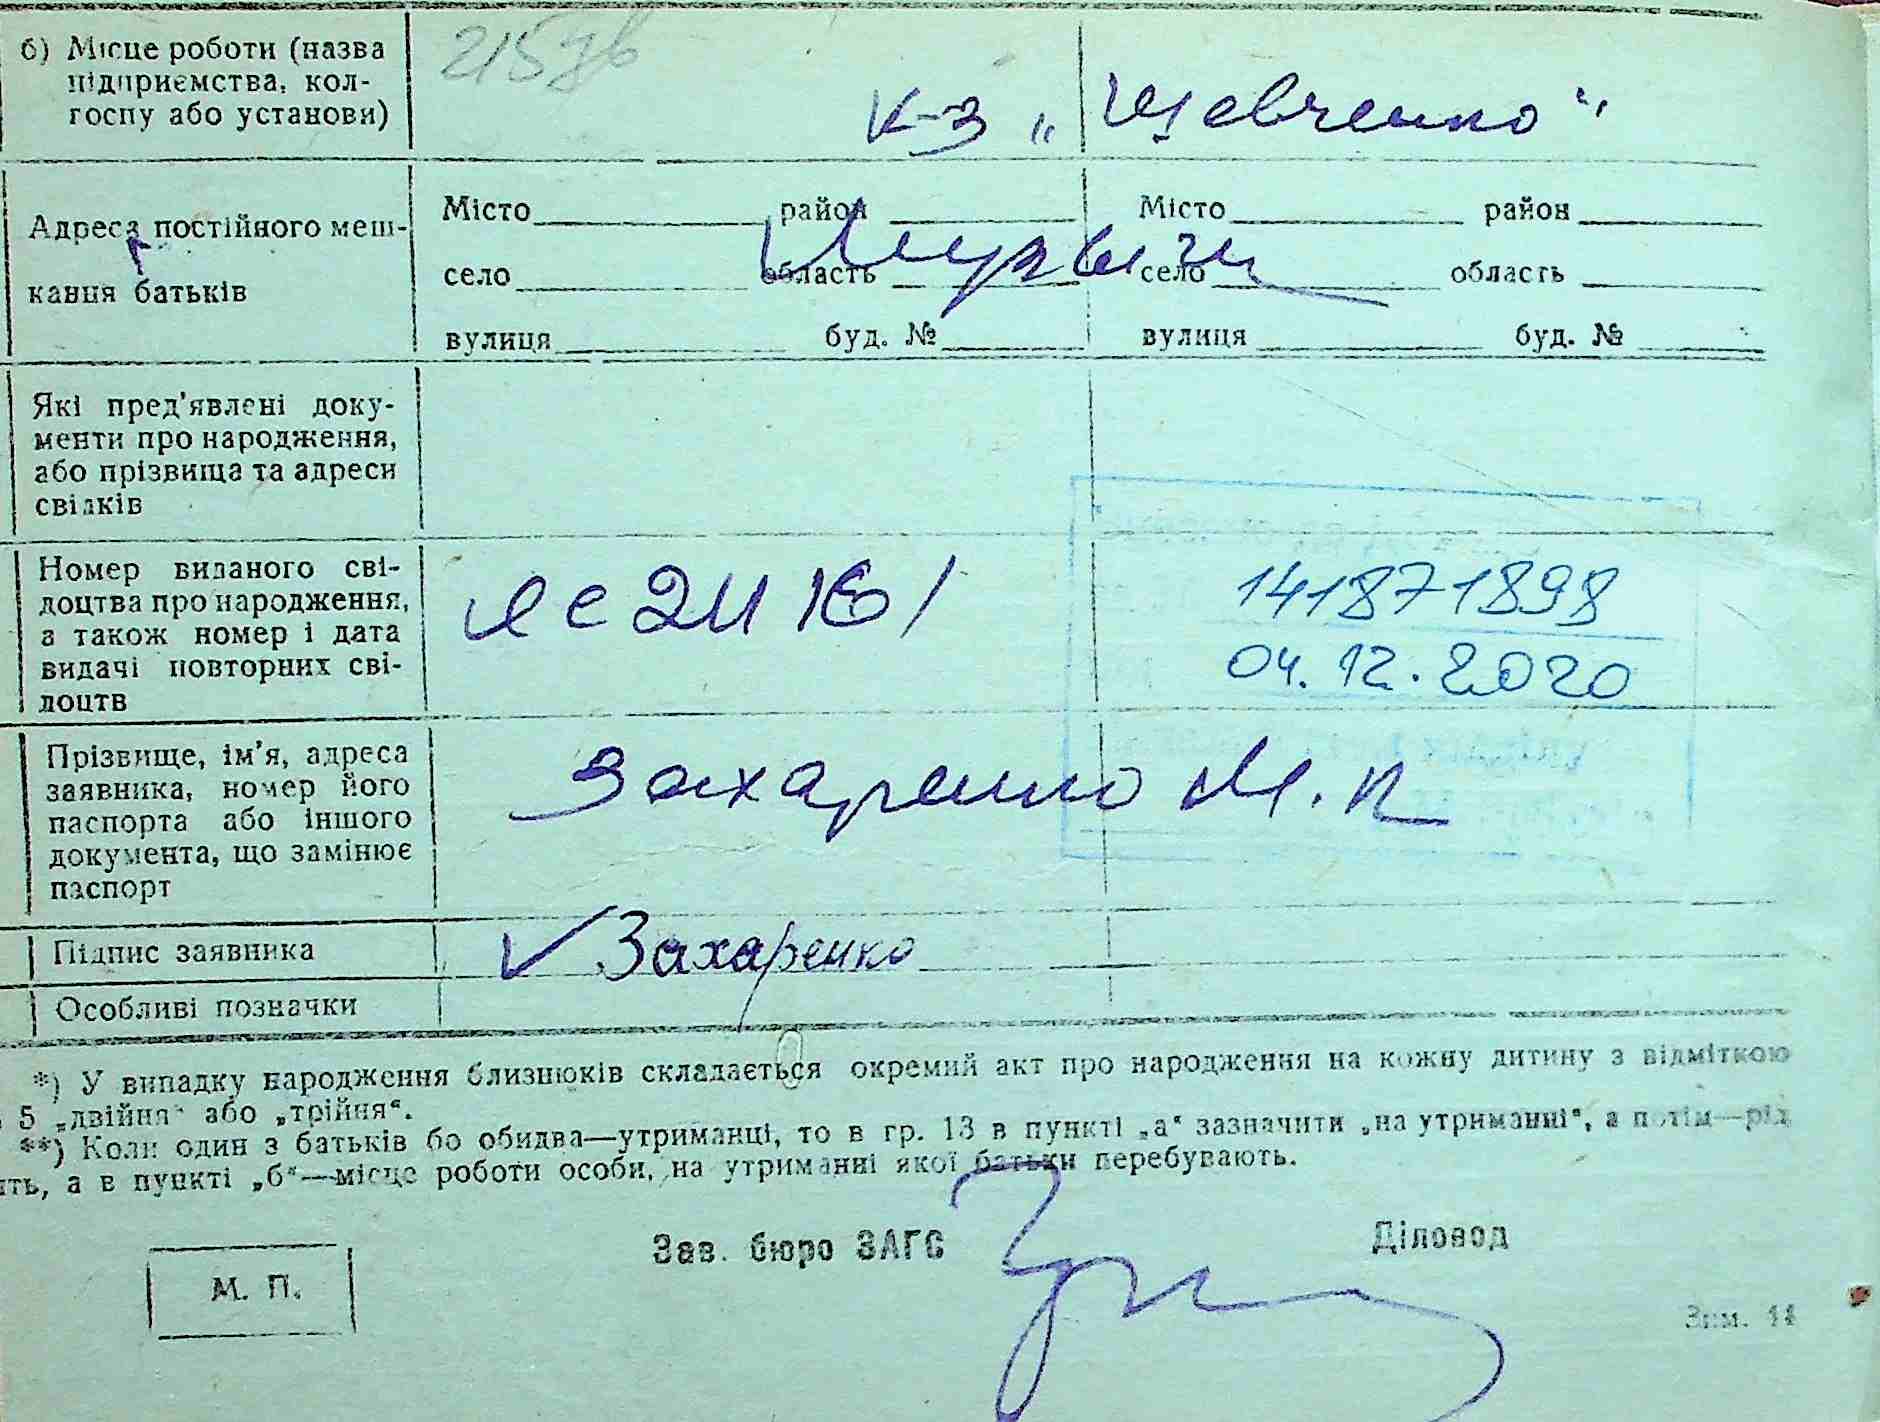 б) Місце роботи (назва
підприємства, кол-
госпу або установи)
к-з „Шевченко“
Адреса постійного меш-
кання батьків
Місто район Місто район
село область село область
вулиця буд. № вулиця буд. №
Які пред'явлені доку-
менти про народження,
або прізвища та адреси
свідків
Номер виданого сві-
доцтва про народження,
а також номер і дата
видачі повторних сві-
доцтв
141871898
04.12.2020
Прізвище, ім'я, адреса
заявника, номер його
паспорта або іншого
документа, що замінює
паспорт
Захаренко М. П
Підпис заявника
Захаренко
Особливі позначки
*) У випадку народження близнюків складається окремий акт про народження на кожну дитину з відміткою
5 „двійня“ або „трійня“.
**) Коли один з батьків бо обидва—утриманці, то в гр. 13 в пункті „а“ зазначити „на утриманні“, а потім—рід
ить, а в пункті „б“—місце роботи особи, на утриманні якої батьки перебувають.
Зав. бюро ЗАГС Діловод
М. П.
Зам. 14